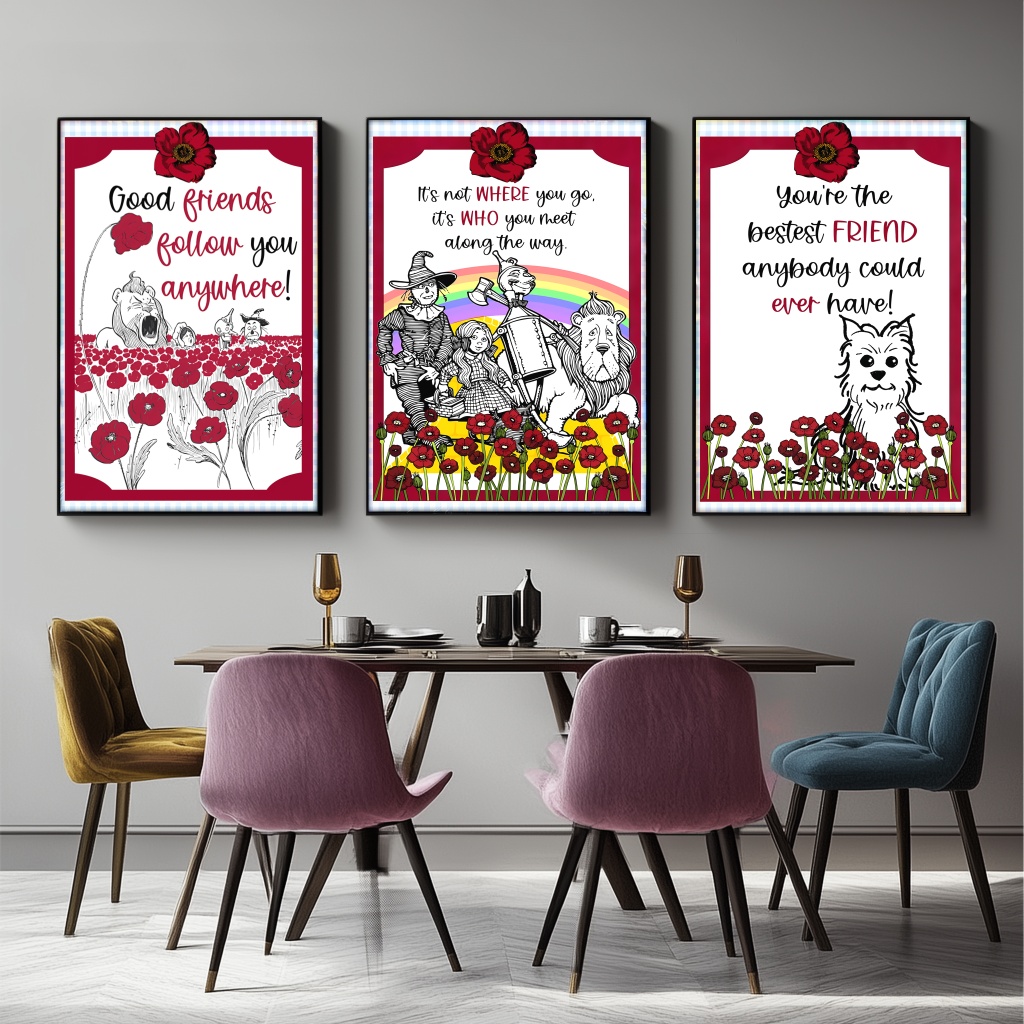 Good friends
follow you
anywhere!
It's not WHERE you go,
it's WHO you meet
along the way.
You're the
bestest FRIEND
anybody could
ever have!